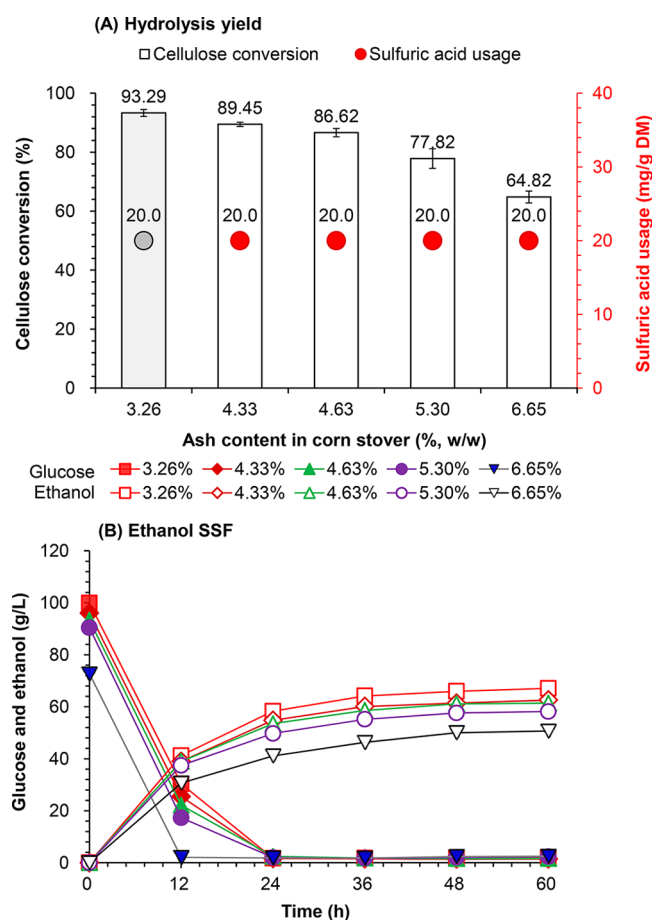 (A) Hydrolysis yield
Cellulose conversion Sulfuric acid usage
Cellulose conversion (%)
100
80
60
40
20
0
93.29 89.45 86.62 77.82 64.82
20.0 20.0 20.0 20.0 20.0
40
30
20
10
0
Sulfuric acid usage (mg/g DM)
3.26 4.33 4.63 5.30 6.65
Ash content in corn stover (%, w/w)
Glucose 3.26% 4.33% 4.63% 5.30% 6.65%
Ethanol 3.26% 4.33% 4.63% 5.30% 6.65%
(B) Ethanol SSF
Glucose and ethanol (g/L)
120
100
80
60
40
20
0
0 12 24 36 48 60
Time (h)